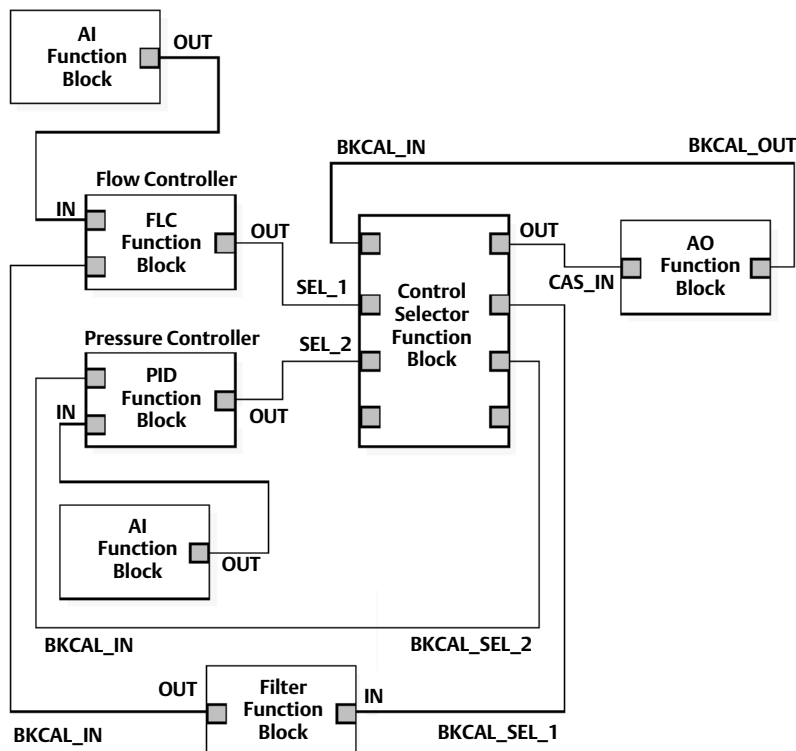 AI
Function
Block
OUT
BKCAL_IN
BKCAL_OUT
Flow Controller
IN
FLC
Function
Block
OUT
SEL_1
Control
Selector
Function
Block
OUT
CAS_IN
AO
Function
Block
Pressure Controller
SEL_2
PID
Function
Block
IN
OUT
AI
Function
Block
OUT
BKCAL_IN
BKCAL_SEL_2
OUT
Filter
Function
Block
IN
BKCAL_IN
BKCAL_SEL_1